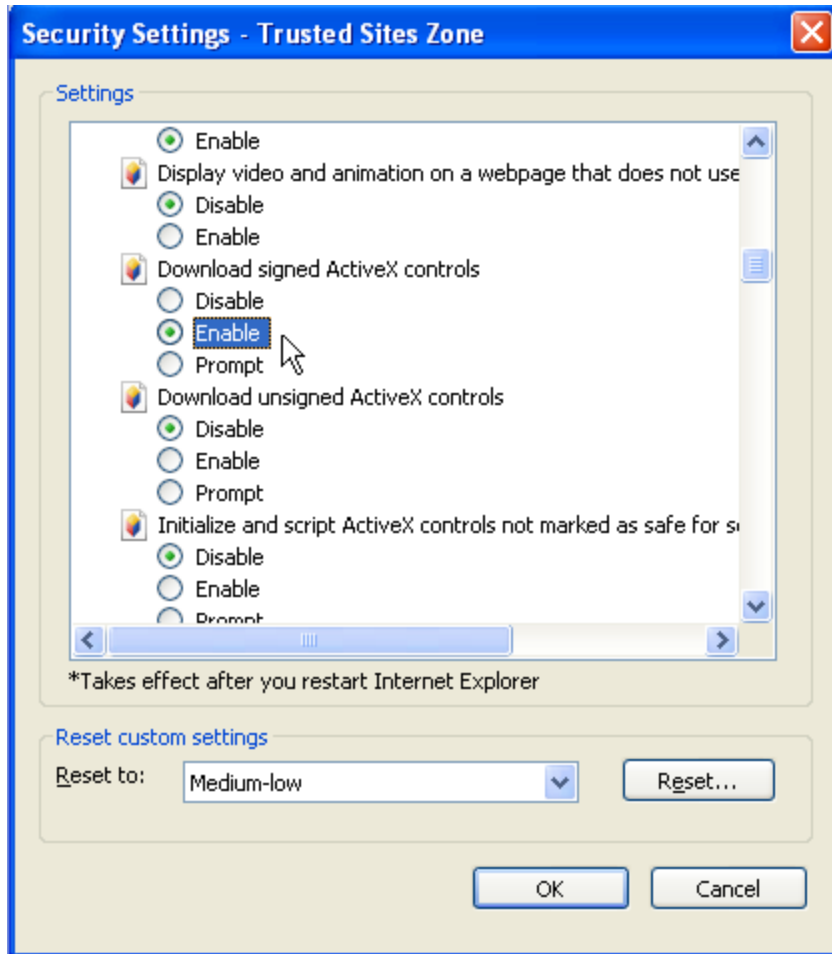 Security Settings - Trusted Sites Zone
Settings
Enable
Display video and animation on a webpage that does not use
Disable
Enable
Download signed ActiveX controls
Disable
Enable
Prompt
Download unsigned ActiveX controls
Disable
Enable
Prompt
Initialize and script ActiveX controls not marked as safe for
Disable
Enable
Prompt
*Takes effect after you restart Internet Explorer
Reset custom settings
Reset to:
Medium-low
Reset...
OK
Cancel